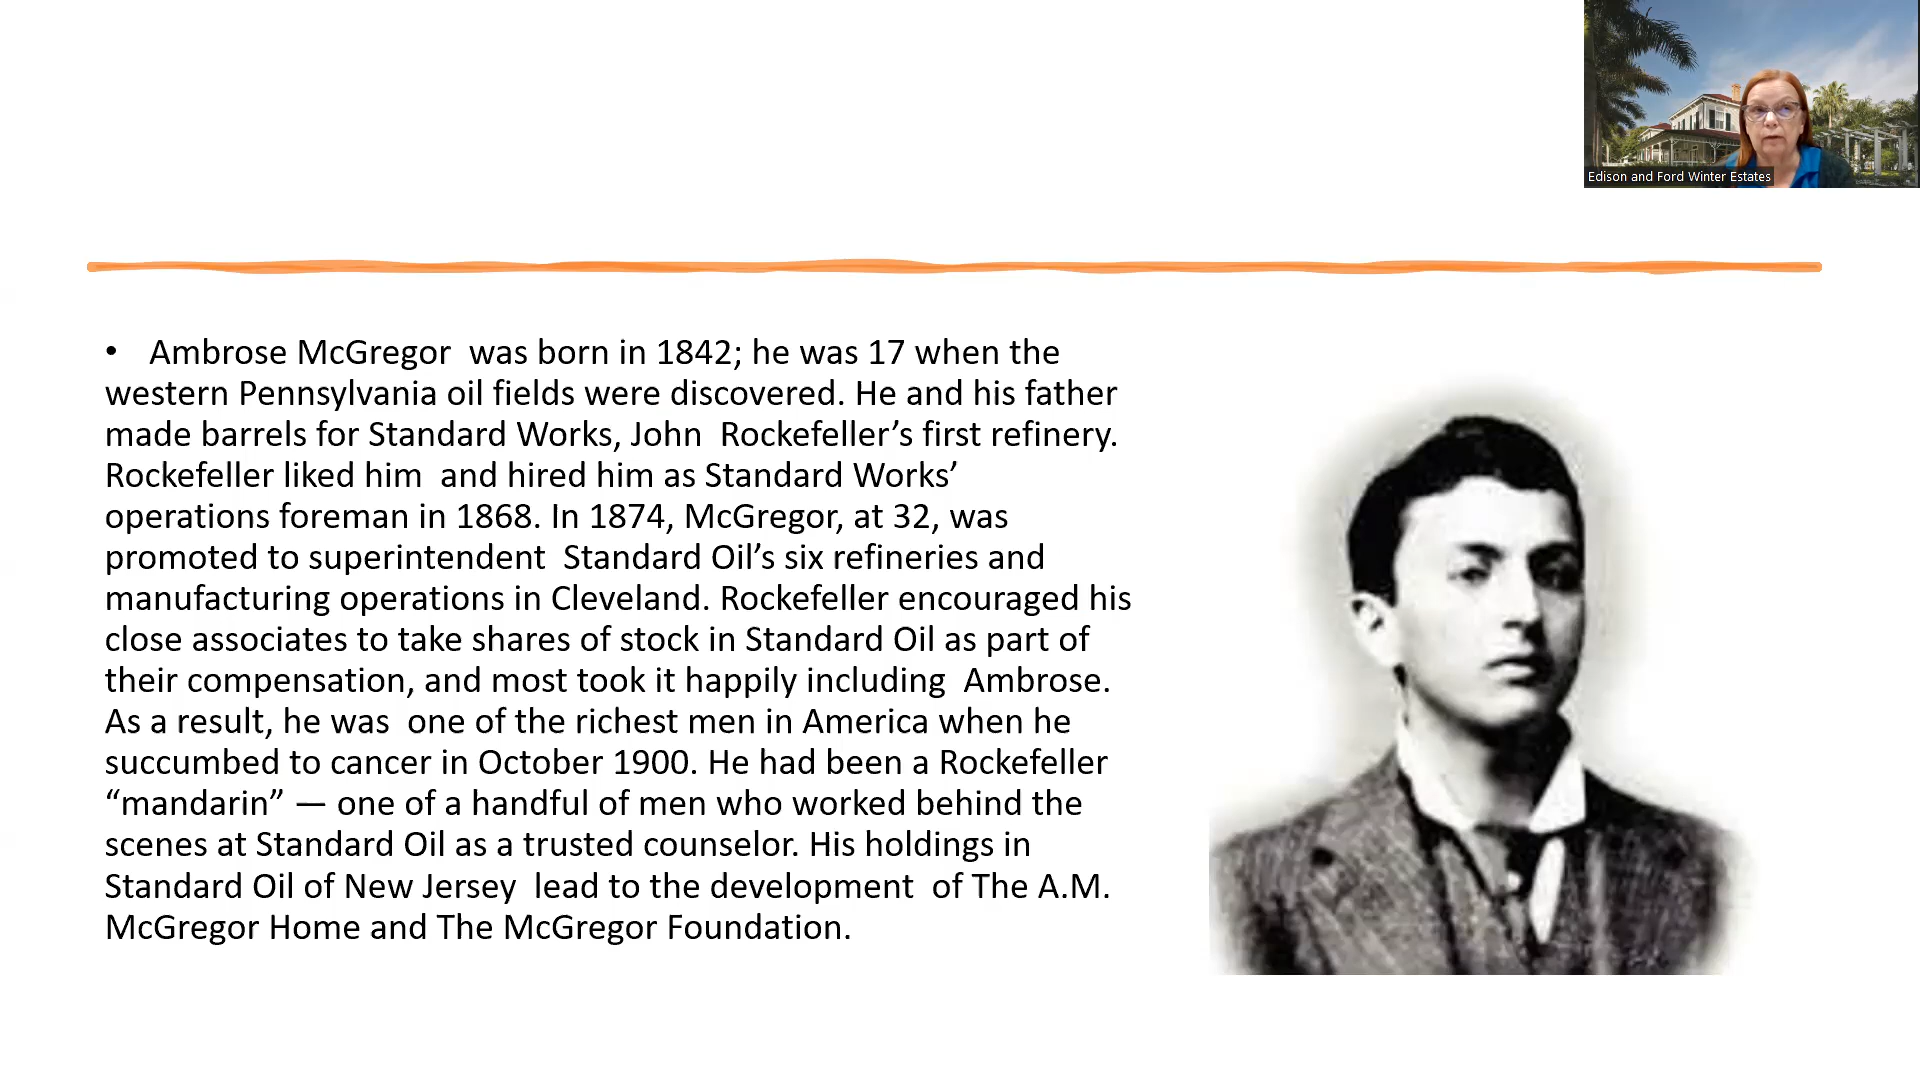 Edison and Ford Winter Estates
• Ambrose McGregor was born in 1842; he was 17 when the
western Pennsylvania oil fields were discovered. He and his father
made barrels for Standard Works, John Rockefeller’s first refinery.
Rockefeller liked him and hired him as Standard Works’
operations foreman in 1868. In 1874, McGregor, at 32, was
promoted to superintendent Standard Oil’s six refineries and
manufacturing operations in Cleveland. Rockefeller encouraged his
close associates to take shares of stock in Standard Oil as part of
their compensation, and most took it happily including Ambrose.
As a result, he was one of the richest men in America when he
succumbed to cancer in October 1900. He had been a Rockefeller
“mandarin” — one of a handful of men who worked behind the
scenes at Standard Oil as a trusted counselor. His holdings in
Standard Oil of New Jersey lead to the development of The A.M.
McGregor Home and The McGregor Foundation.